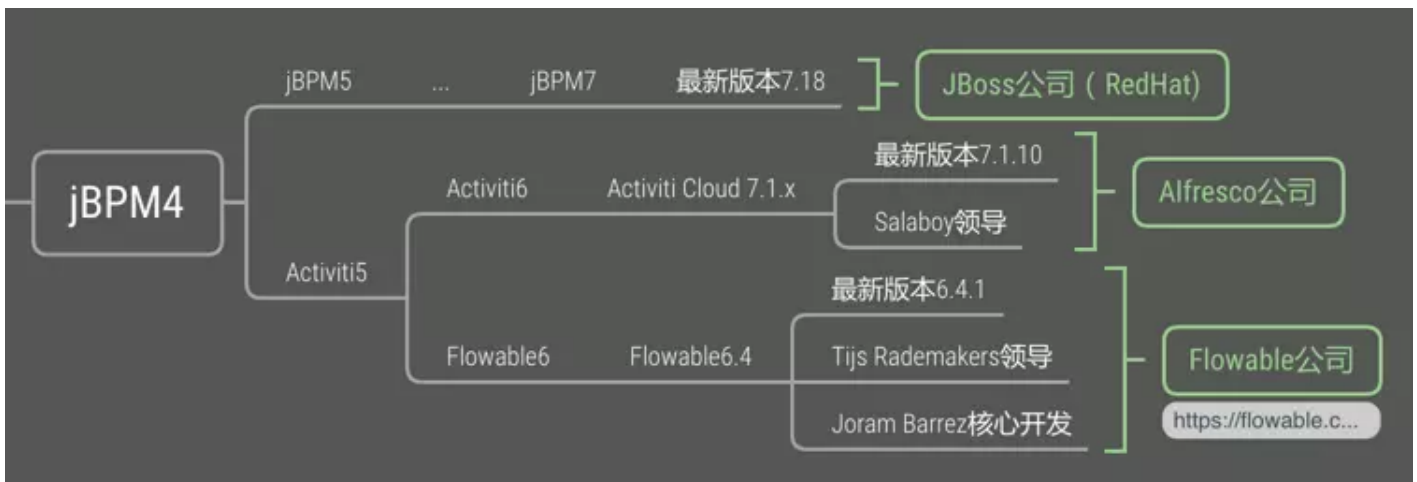 jBPM4
jBPM5 ... jBPM7 最新版本7.18
JBoss公司（RedHat)
Activiti5
Activiti6 Activiti Cloud 7.1.x
最新版本7.1.10
Salaboy领导
Alfresco公司
Flowable6 Flowable6.4
最新版本6.4.1
Tijs Rademakers领导
Joram Barrez核心开发
Flowable公司
https://flowable.c...